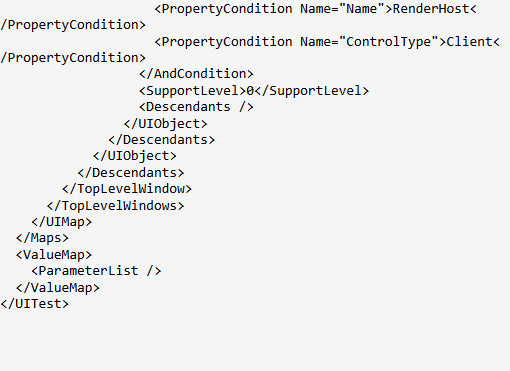 <PropertyCondition Name="Name">RenderHost<
/PropertyCondition>
<PropertyCondition Name="ControlType">Client<
/PropertyCondition>
</AndCondition>
<SupportLevel>0</SupportLevel>
<Descendants />
</UIObject>
</Descendants>
</UIObject>
</Descendants>
</TopLevelWindow>
</TopLevelWindows>
</UIMap>
</Maps>
<ValueMap>
<ParameterList />
</ValueMap>
</UITest>